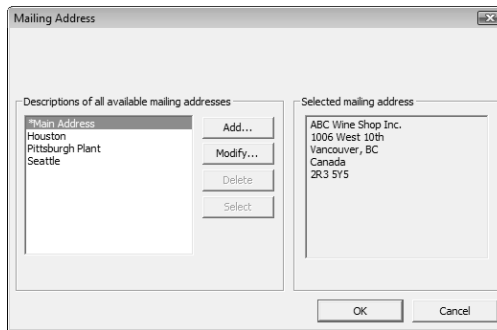 Mailing Address
Descriptions of all available mailing addresses
*Main Address
Houston
Pittsburgh Plant
Seattle
Add...
Modify...
Delete
Select
Selected mailing address
ABC Wine Shop Inc.
1006 West 10th
Vancouver, BC
Canada
2R3 5Y5
OK
Cancel